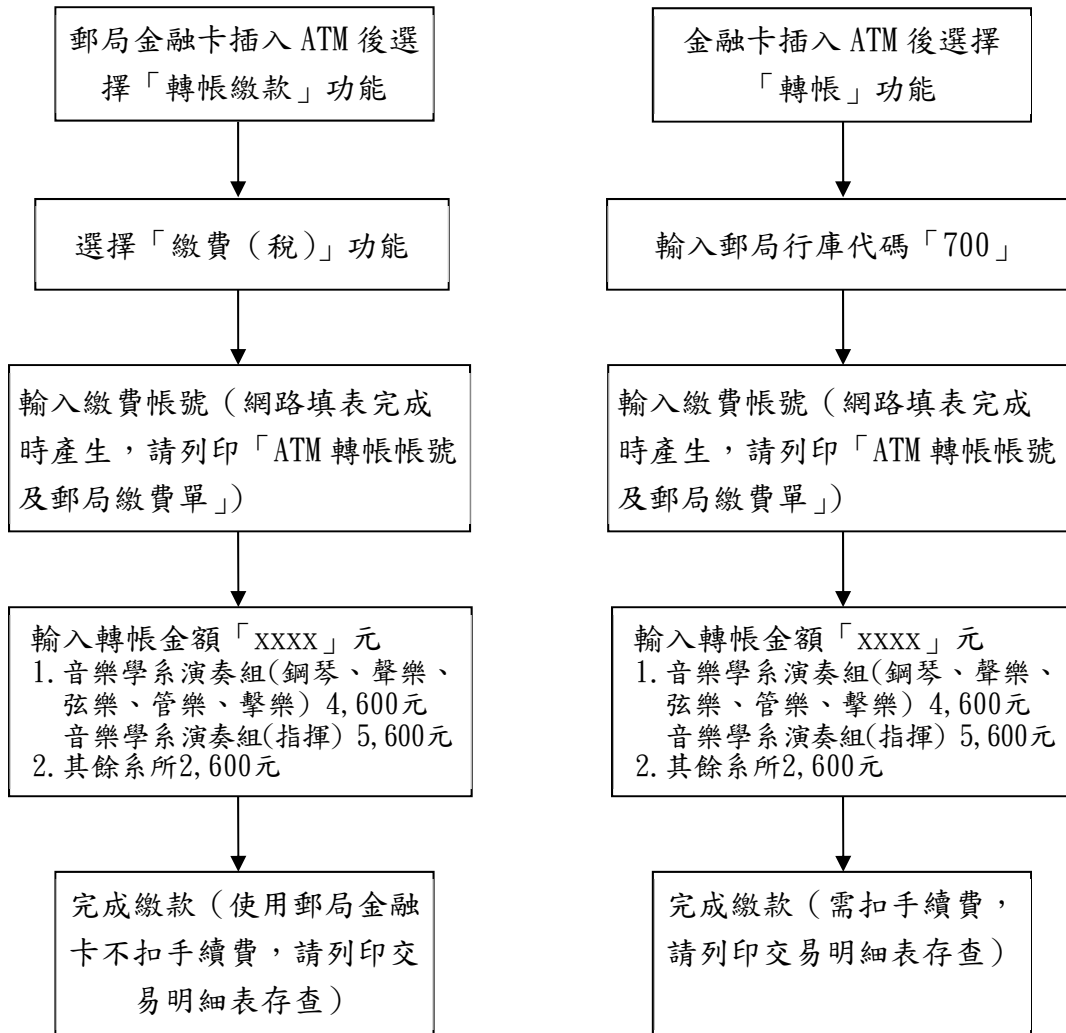 郵局金融卡插入 ATM 後選
擇「轉帳繳款」功能
選擇「繳費（稅）」功能
輸入繳費帳號（網路填表完成
時產生，請列印「ATM 轉帳帳號
及郵局繳費單」）
輸入轉帳金額「xxxx」元
1. 音樂學系演奏組(鋼琴、聲樂、
弦樂、管樂、擊樂) 4,600元
音樂學系演奏組(指揮) 5,600元
2. 其餘系所2,600元
完成繳款（使用郵局金融
卡不扣手續費，請列印交
易明細表存查）
金融卡插入 ATM 後選擇
「轉帳」功能
輸入郵局行庫代碼「700」
輸入繳費帳號（網路填表完成
時產生，請列印「ATM 轉帳帳號
及郵局繳費單」）
輸入轉帳金額「xxxx」元
1. 音樂學系演奏組(鋼琴、聲樂、
弦樂、管樂、擊樂) 4,600元
音樂學系演奏組(指揮) 5,600元
2. 其餘系所2,600元
完成繳款（需扣手續費，
請列印交易明細表存查）